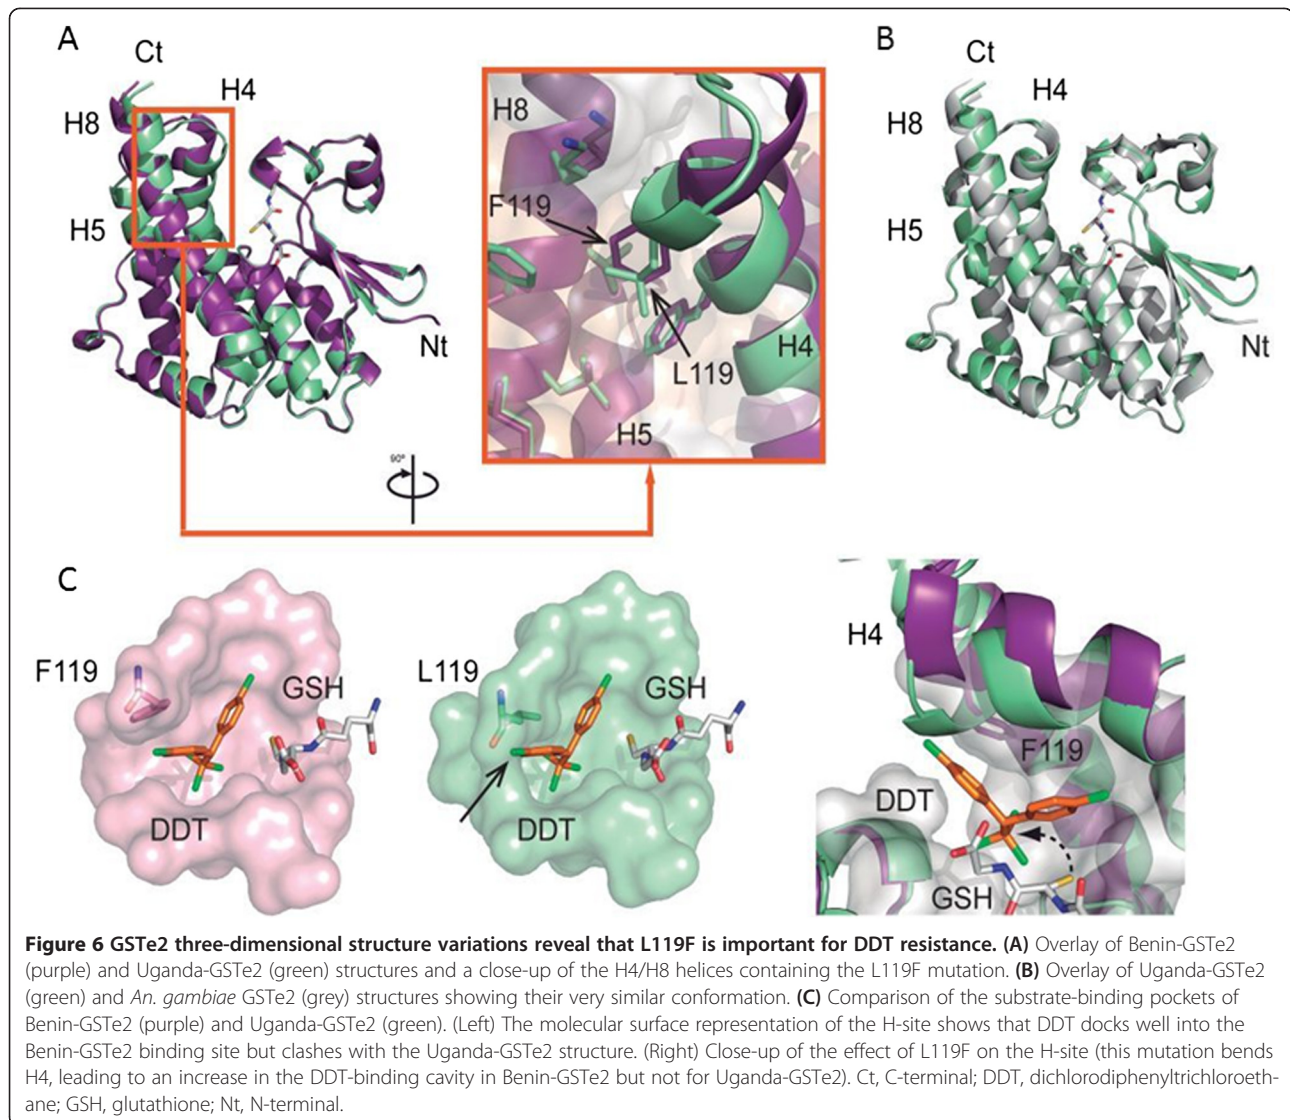 A
Ct
H4
H8
H5
Nt
H8
F119
L119
H4
H5
90°
B
Ct
H4
H8
H5
Nt
C
F119
GSH
DDT
L119
GSH
DDT
H4
F119
DDT
GSH
Figure 6 GSTe2 three-dimensional structure variations reveal that L119F is important for DDT resistance. (A) Overlay of Benin-GSTe2
(purple) and Uganda-GSTe2 (green) structures and a close-up of the H4/H8 helices containing the L119F mutation. (B) Overlay of Uganda-GSTe2
(green) and An. gambiae GSTe2 (grey) structures showing their very similar conformation. (C) Comparison of the substrate-binding pockets of
Benin-GSTe2 (purple) and Uganda-GSTe2 (green). (Left) The molecular surface representation of the H-site shows that DDT docks well into the
Benin-GSTe2 binding site but clashes with the Uganda-GSTe2 structure. (Right) Close-up of the effect of L119F on the H-site (this mutation bends
H4, leading to an increase in the DDT-binding cavity in Benin-GSTe2 but not for Uganda-GSTe2). Ct, C-terminal; DDT, dichlorodiphenyltrichloroeth-
ane; GSH, glutathione; Nt, N-terminal.